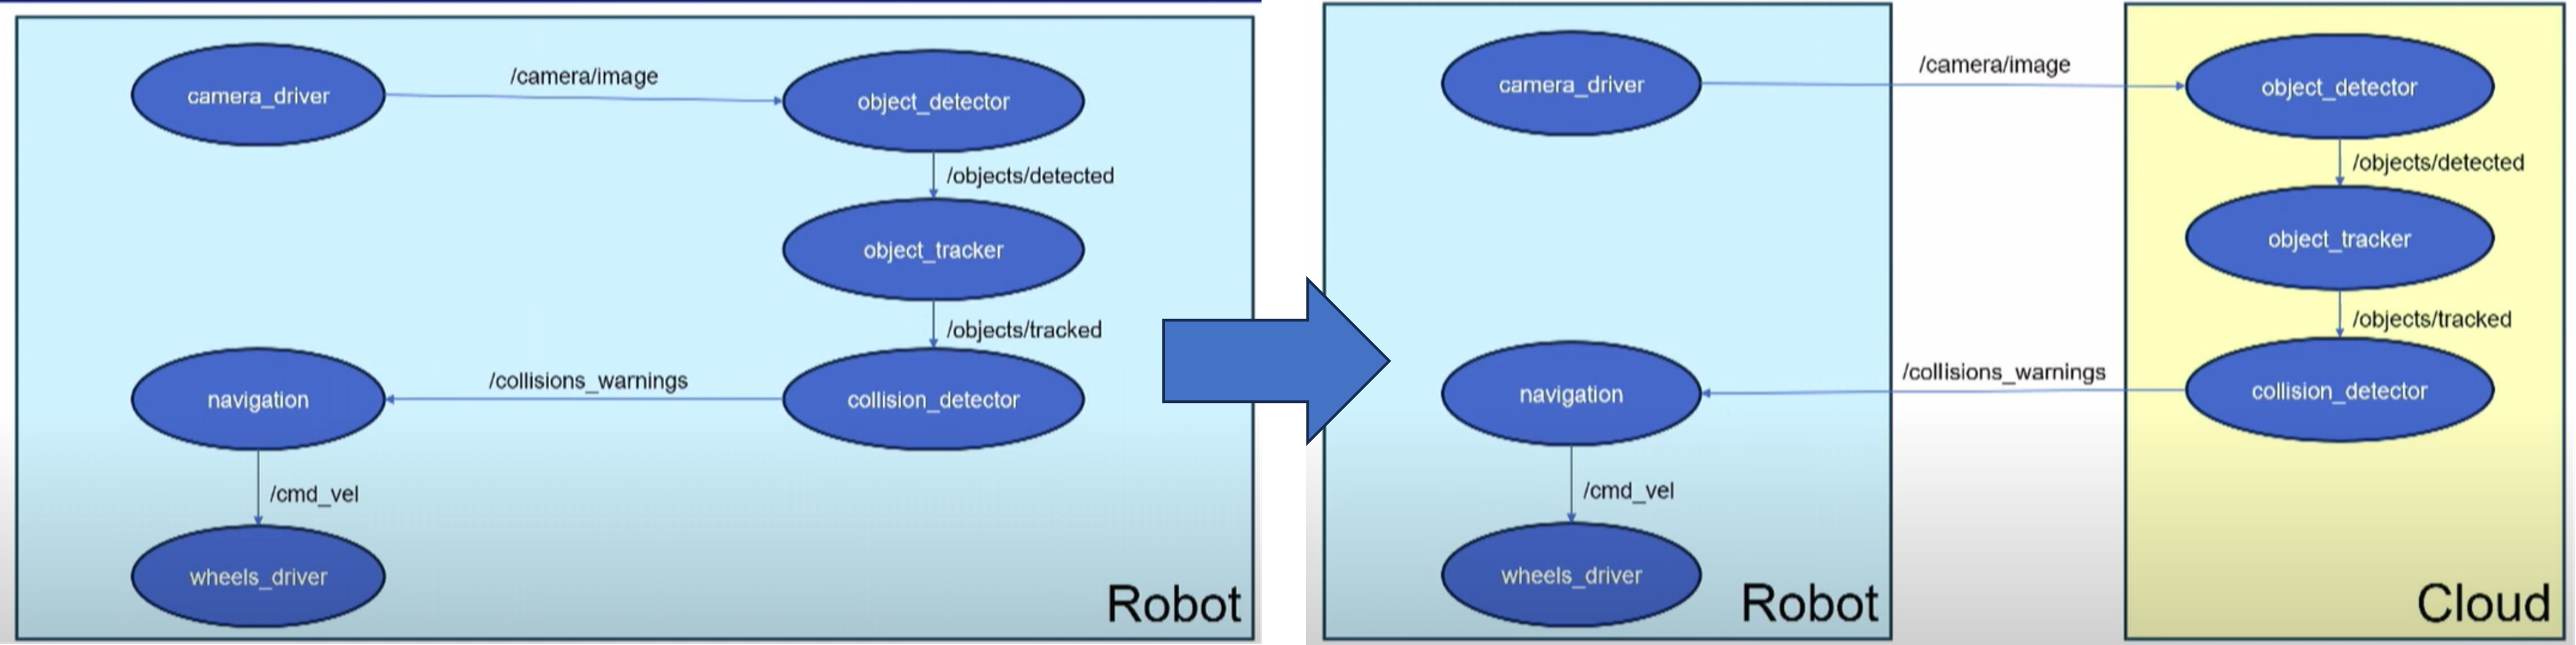 camera_driver
/camera/image
object_detector
/objects/detected
object_tracker
/objects/tracked
navigation
/collisions_warnings
collision_detector
/cmd_vel
wheels_driver
Robot
camera_driver
/camera/image
object_detector
/objects/detected
object_tracker
/objects/tracked
navigation
/collisions_warnings
collision_detector
/cmd_vel
wheels_driver
Robot
Cloud